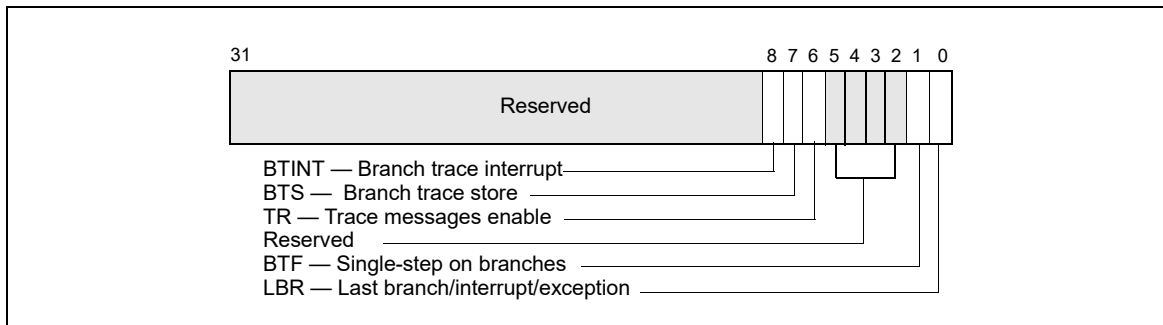 31 8 7 6 5 4 3 2 1 0
Reserved
BTINT — Branch trace interrupt
BTS — Branch trace store
TR — Trace messages enable
Reserved
BTF — Single-step on branches
LBR — Last branch/interrupt/exception